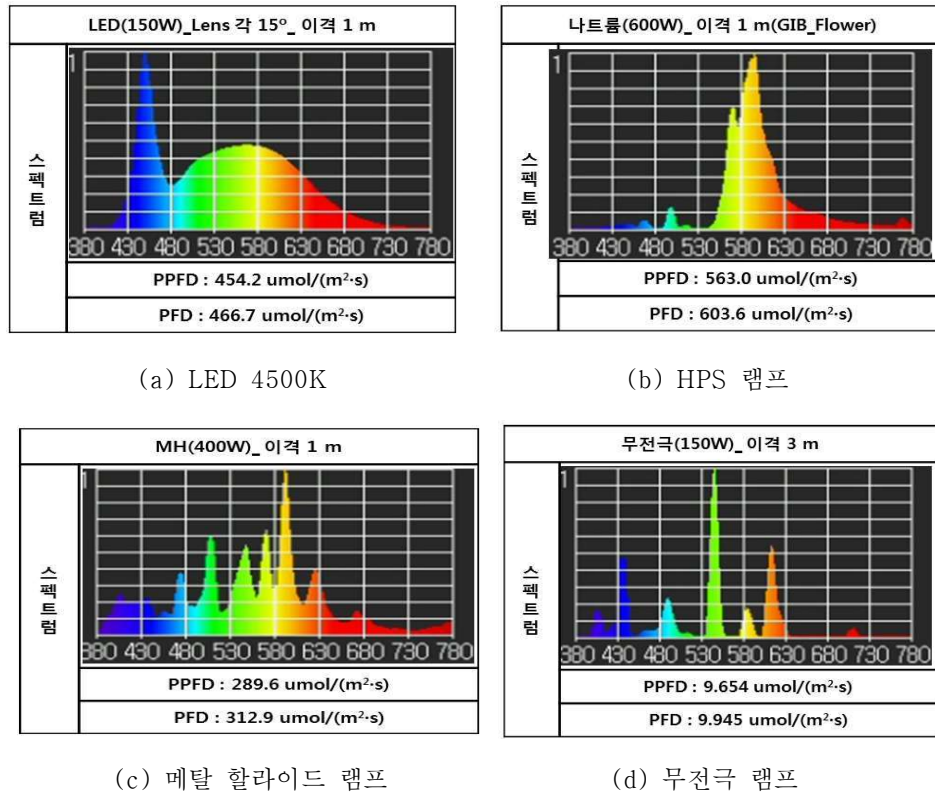 LED(150W)_Lens 각 15°_ 이격 1 m
1
스펙트럼
380 430 480 530 580 630 680 730 780
PPFD : 454.2 umol/(m²·s)
PFD : 466.7 umol/(m²·s)
(a) LED 4500K
나트륨(600W)_이격 1 m(GIB_Flower)
1
스펙트럼
380 430 480 530 580 630 680 730 780
PPFD : 563.0 umol/(m²·s)
PFD : 603.6 umol/(m²·s)
(b) HPS 램프
MH(400W)_ 이격 1 m
1
스펙트럼
380 430 480 530 580 630 680 730 780
PPFD : 289.6 umol/(m²·s)
PFD : 312.9 umol/(m²·s)
(c) 메탈 할라이드 램프
무전극(150W)_ 이격 3 m
1
스펙트럼
380 430 480 530 580 630 680 730 780
PPFD : 9.654 umol/(m²·s)
PFD : 9.945 umol/(m²·s)
(d) 무전극 램프